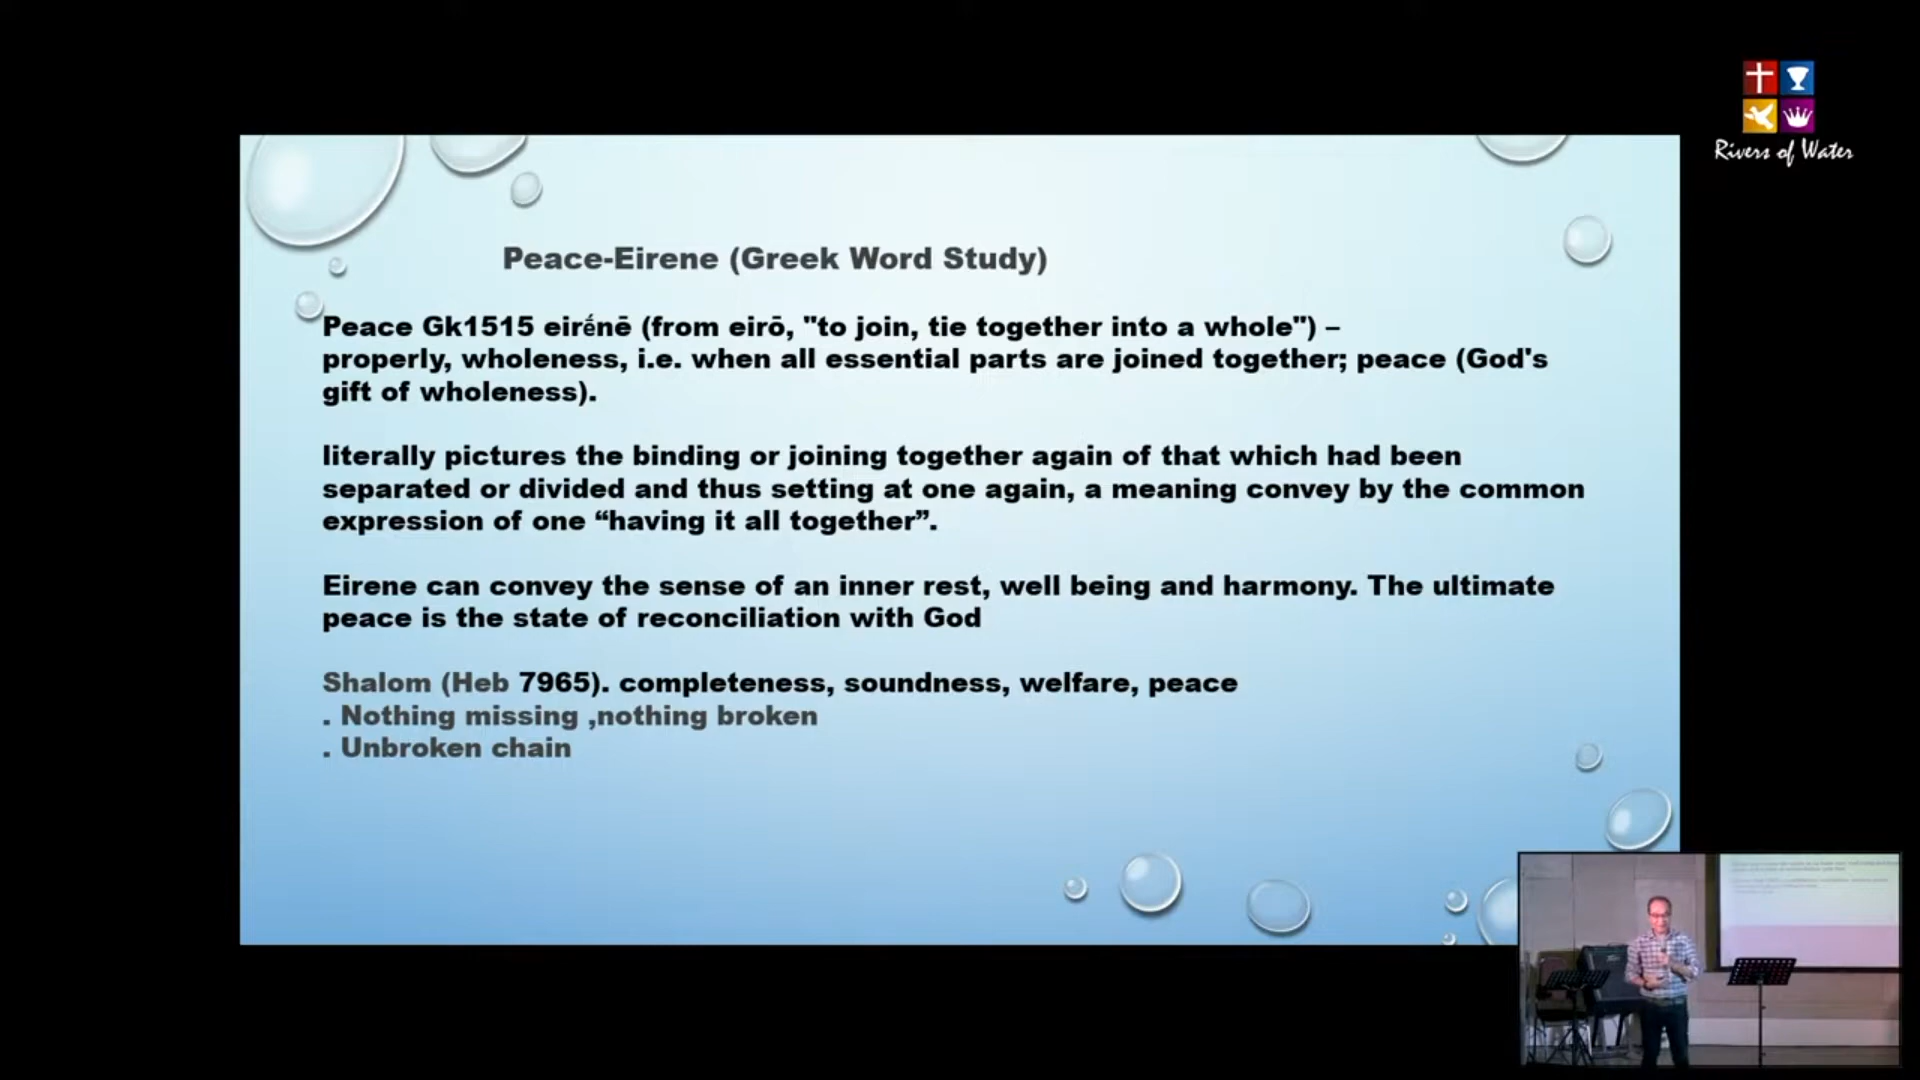 Rivers of Water
Peace-Eirene (Greek Word Study)
Peace Gk1515 eirḗnē (from eirō, "to join, tie together into a whole") –
properly, wholeness, i.e. when all essential parts are joined together; peace (God's
gift of wholeness).
literally pictures the binding or joining together again of that which had been
separated or divided and thus setting at one again, a meaning convey by the common
expression of one “having it all together”.
Eirene can convey the sense of an inner rest, well being and harmony. The ultimate
peace is the state of reconciliation with God
Shalom (Heb 7965). completeness, soundness, welfare, peace
. Nothing missing ,nothing broken
. Unbroken chain